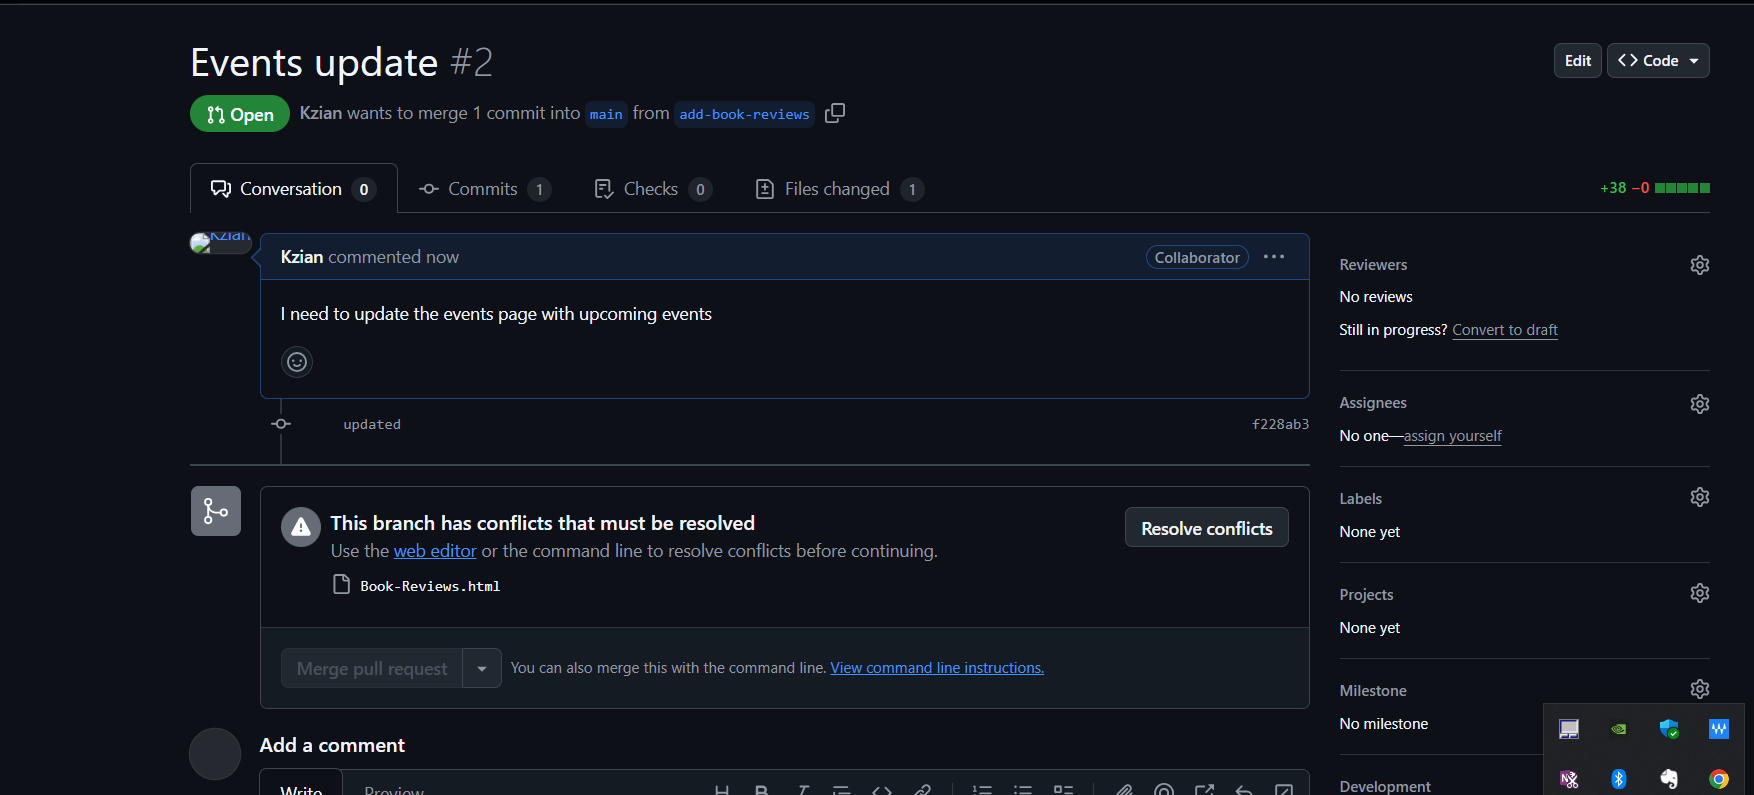 Events update #2
Edit
<> Code
Open
Kzian wants to merge 1 commit into main from add-book-reviews
Conversation 0
Commits 1
Checks 0
Files changed 1
+38 −0
Kzian
Kzian commented now
Collaborator
I need to update the events page with upcoming events
updated
f228ab3
This branch has conflicts that must be resolved
Use the web editor or the command line to resolve conflicts before continuing.
Book-Reviews.html
Resolve conflicts
Merge pull request
You can also merge this with the command line. View command line instructions.
Add a comment
Write
Preview
Reviewers
No reviews
Still in progress? Convert to draft
Assignees
No one—assign yourself
Labels
None yet
Projects
None yet
Milestone
No milestone
Development